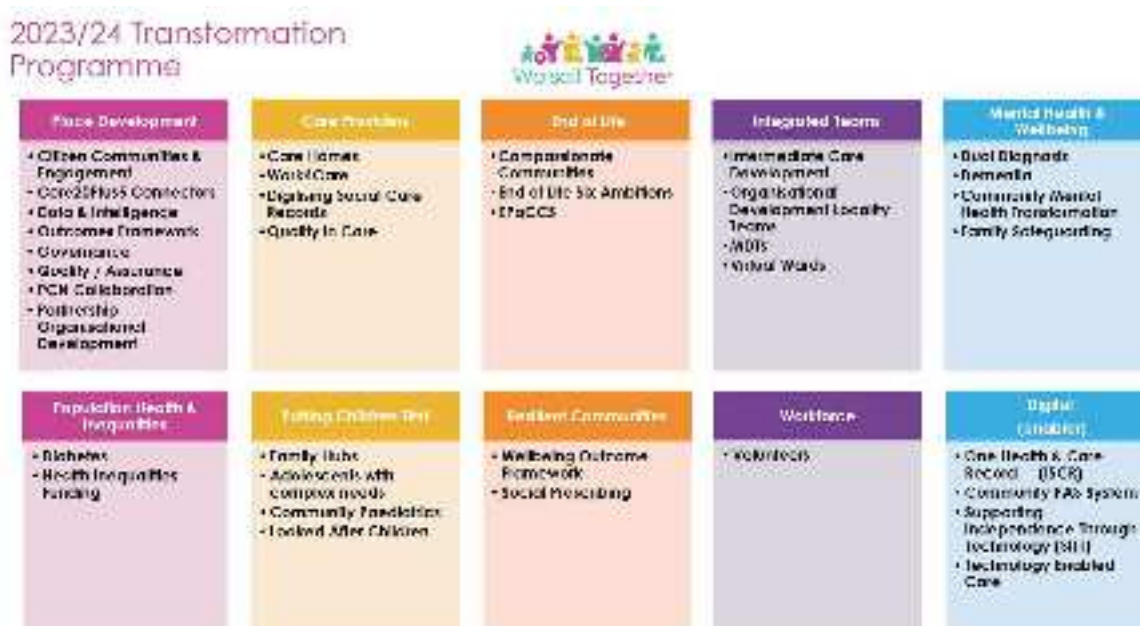 2023/24 Transformation
Programme
Walsall Together
Place Development
• Citizen Communities &
Engagement
• Core20Plus5 Connectors
• Data & Intelligence
• Outcomes Framework
• Governance
• Quality / Assurance
• PCN Collaboration
• Partnership
Organisational
Development
Care Providers
• Care Homes
• Work4Care
• Digitising Social Care
Records
• Quality in Care
End of Life
• Compassionate
Communities
• End of Life Six Ambitions
• EPaCCS
Integrated Teams
• Intermediate Care
Development
• Organisational
Development Locality
Teams
• MDTs
• Virtual Wards
Mental Health &
Wellbeing
• Dual Diagnosis
• Dementia
• Community Mental
Health Transformation
• Family Safeguarding
Population Health &
Inequalities
• Diabetes
• Health Inequalities
Funding
Putting Children First
• Family Hubs
• Adolescents with
complex needs
• Community Paediatrics
• Looked After Children
Resilient Communities
• Wellbeing Outcome
Framework
• Social Prescribing
Workforce
• Volunteers
Digital
(Enabler)
• One Health & Care
Record (ISCR)
• Community PAS System
• Supporting
Independence Through
Technology (SITT)
• Technology Enabled
Care